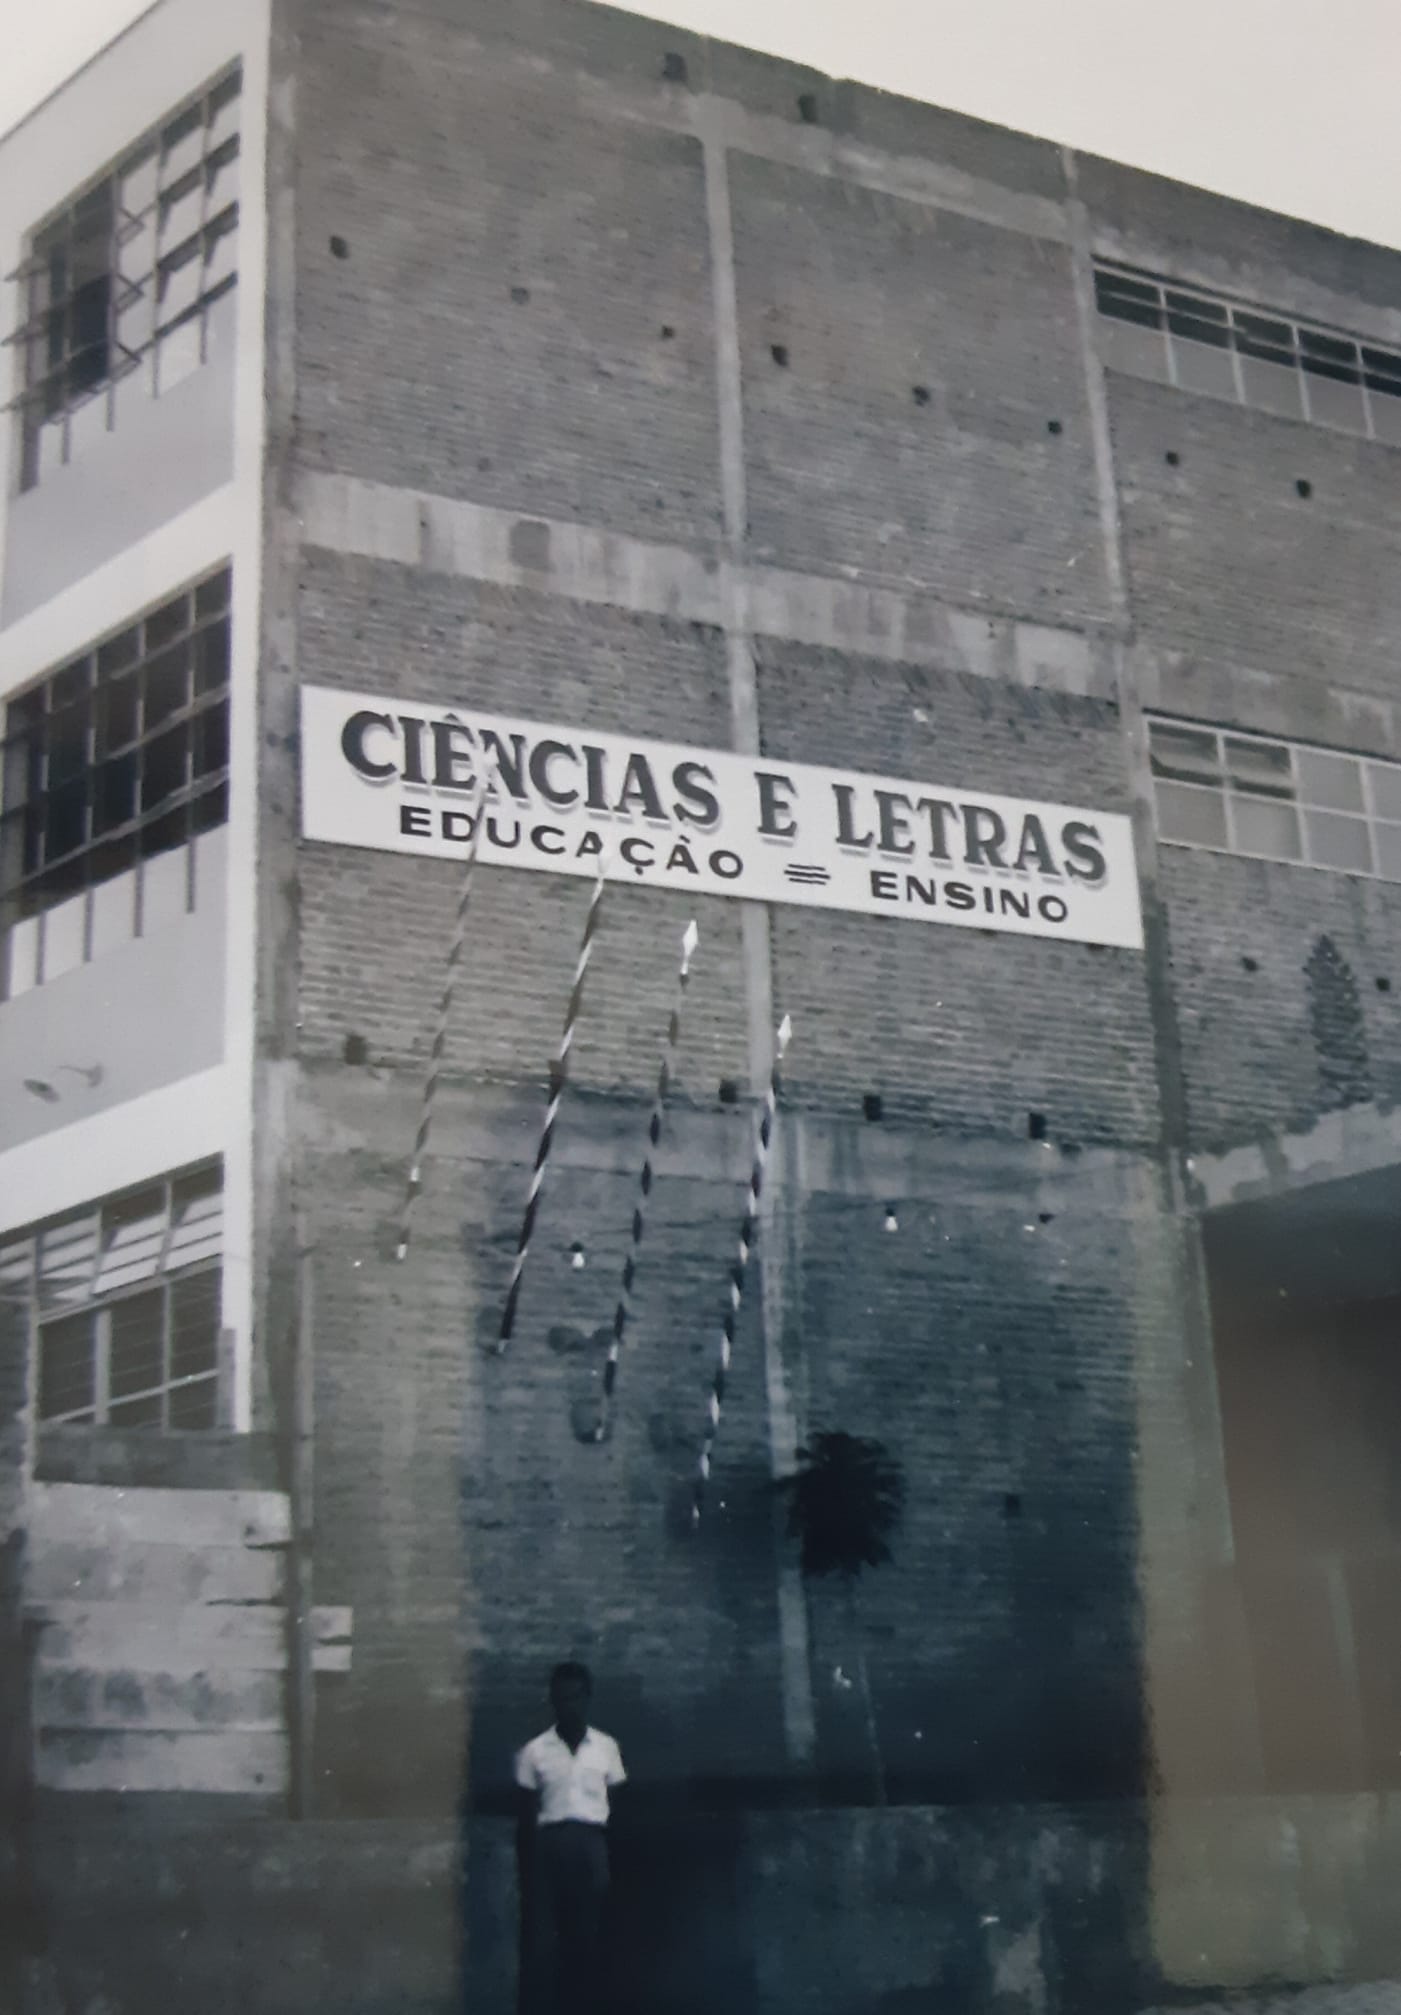 CIÊNCIAS E LETRAS
EDUCAÇÃO = ENSINO